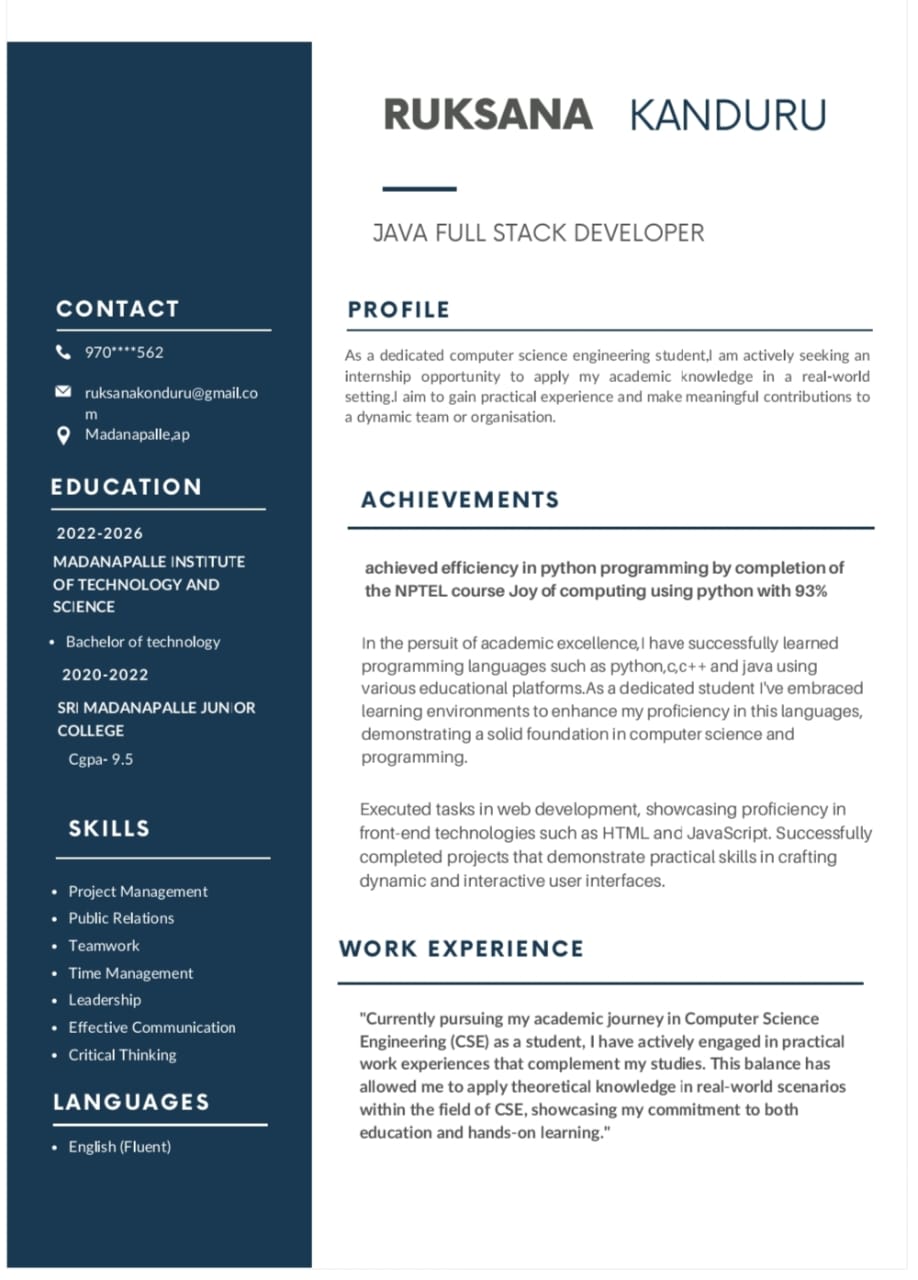 RUKSANA KANDURU
JAVA FULL STACK DEVELOPER
CONTACT
970****562
ruksanakonduru@gmail.co
m
Madanapalle,ap
EDUCATION
2022-2026
MADANAPALLE INSTITUTE
OF TECHNOLOGY AND
SCIENCE
• Bachelor of technology
2020-2022
SRI MADANAPALLE JUNIOR
COLLEGE
Cgpa- 9.5
SKILLS
• Project Management
• Public Relations
• Teamwork
• Time Management
• Leadership
• Effective Communication
• Critical Thinking
LANGUAGES
• English (Fluent)
PROFILE
As a dedicated computer science engineering student,I am actively seeking an
internship opportunity to apply my academic knowledge in a real-world
setting.I aim to gain practical experience and make meaningful contributions to
a dynamic team or organisation.
ACHIEVEMENTS
achieved efficiency in python programming by completion of
the NPTEL course Joy of computing using python with 93%
In the persuit of academic excellence,I have successfully learned
programming languages such as python,c,c++ and java using
various educational platforms.As a dedicated student I've embraced
learning environments to enhance my proficiency in this languages,
demonstrating a solid foundation in computer science and
programming.
Executed tasks in web development, showcasing proficiency in
front-end technologies such as HTML and JavaScript. Successfully
completed projects that demonstrate practical skills in crafting
dynamic and interactive user interfaces.
WORK EXPERIENCE
"Currently pursuing my academic journey in Computer Science
Engineering (CSE) as a student, I have actively engaged in practical
work experiences that complement my studies. This balance has
allowed me to apply theoretical knowledge in real-world scenarios
within the field of CSE, showcasing my commitment to both
education and hands-on learning."